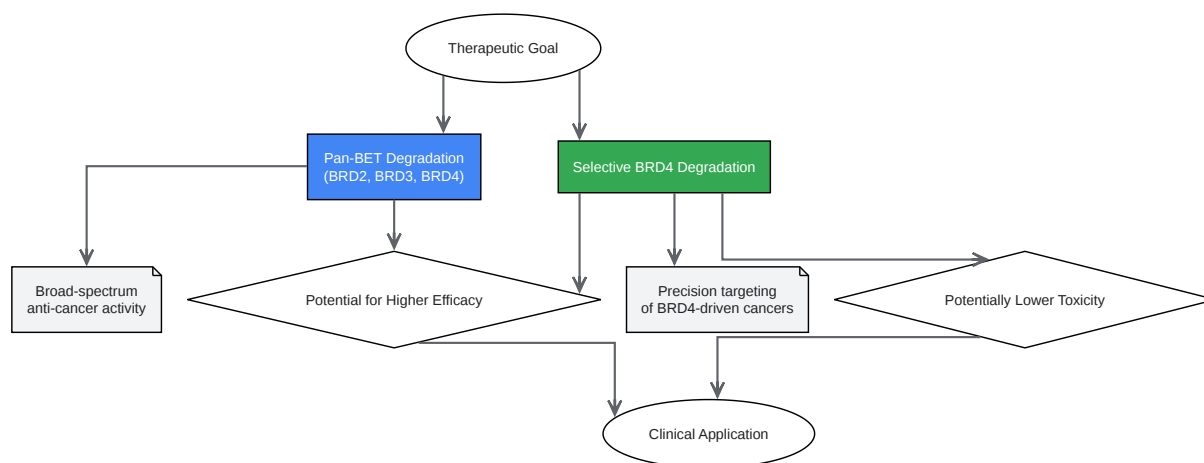 Therapeutic Goal
Pan-BET Degradation
(BRD2, BRD3, BRD4)
Selective BRD4 Degradation
Broad-spectrum
anti-cancer activity
Potential for Higher Efficacy
Precision targeting
of BRD4-driven cancers
Potentially Lower Toxicity
Clinical Application